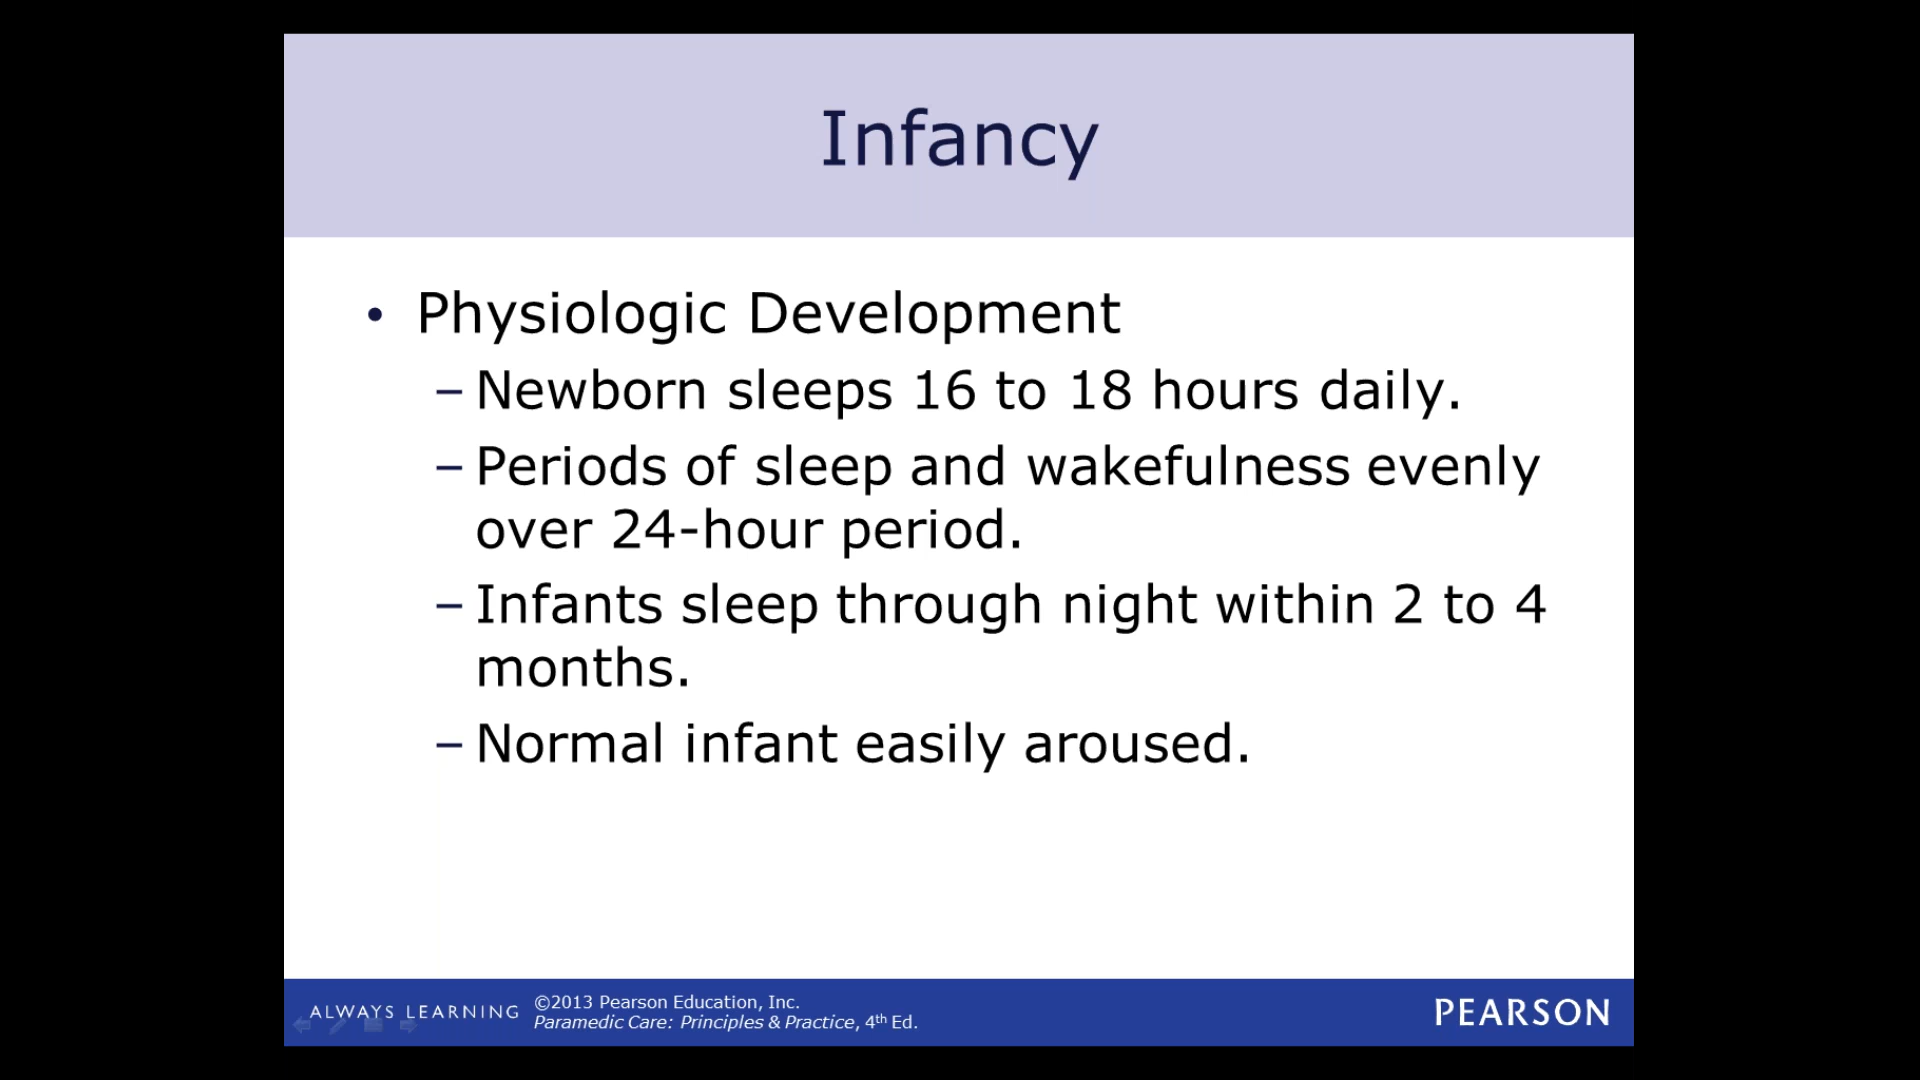 Infancy
• Physiologic Development
– Newborn sleeps 16 to 18 hours daily.
– Periods of sleep and wakefulness evenly
over 24-hour period.
– Infants sleep through night within 2 to 4
months.
– Normal infant easily aroused.
ALWAYS LEARNING
©2013 Pearson Education, Inc.
Paramedic Care: Principles & Practice, 4th Ed.
PEARSON